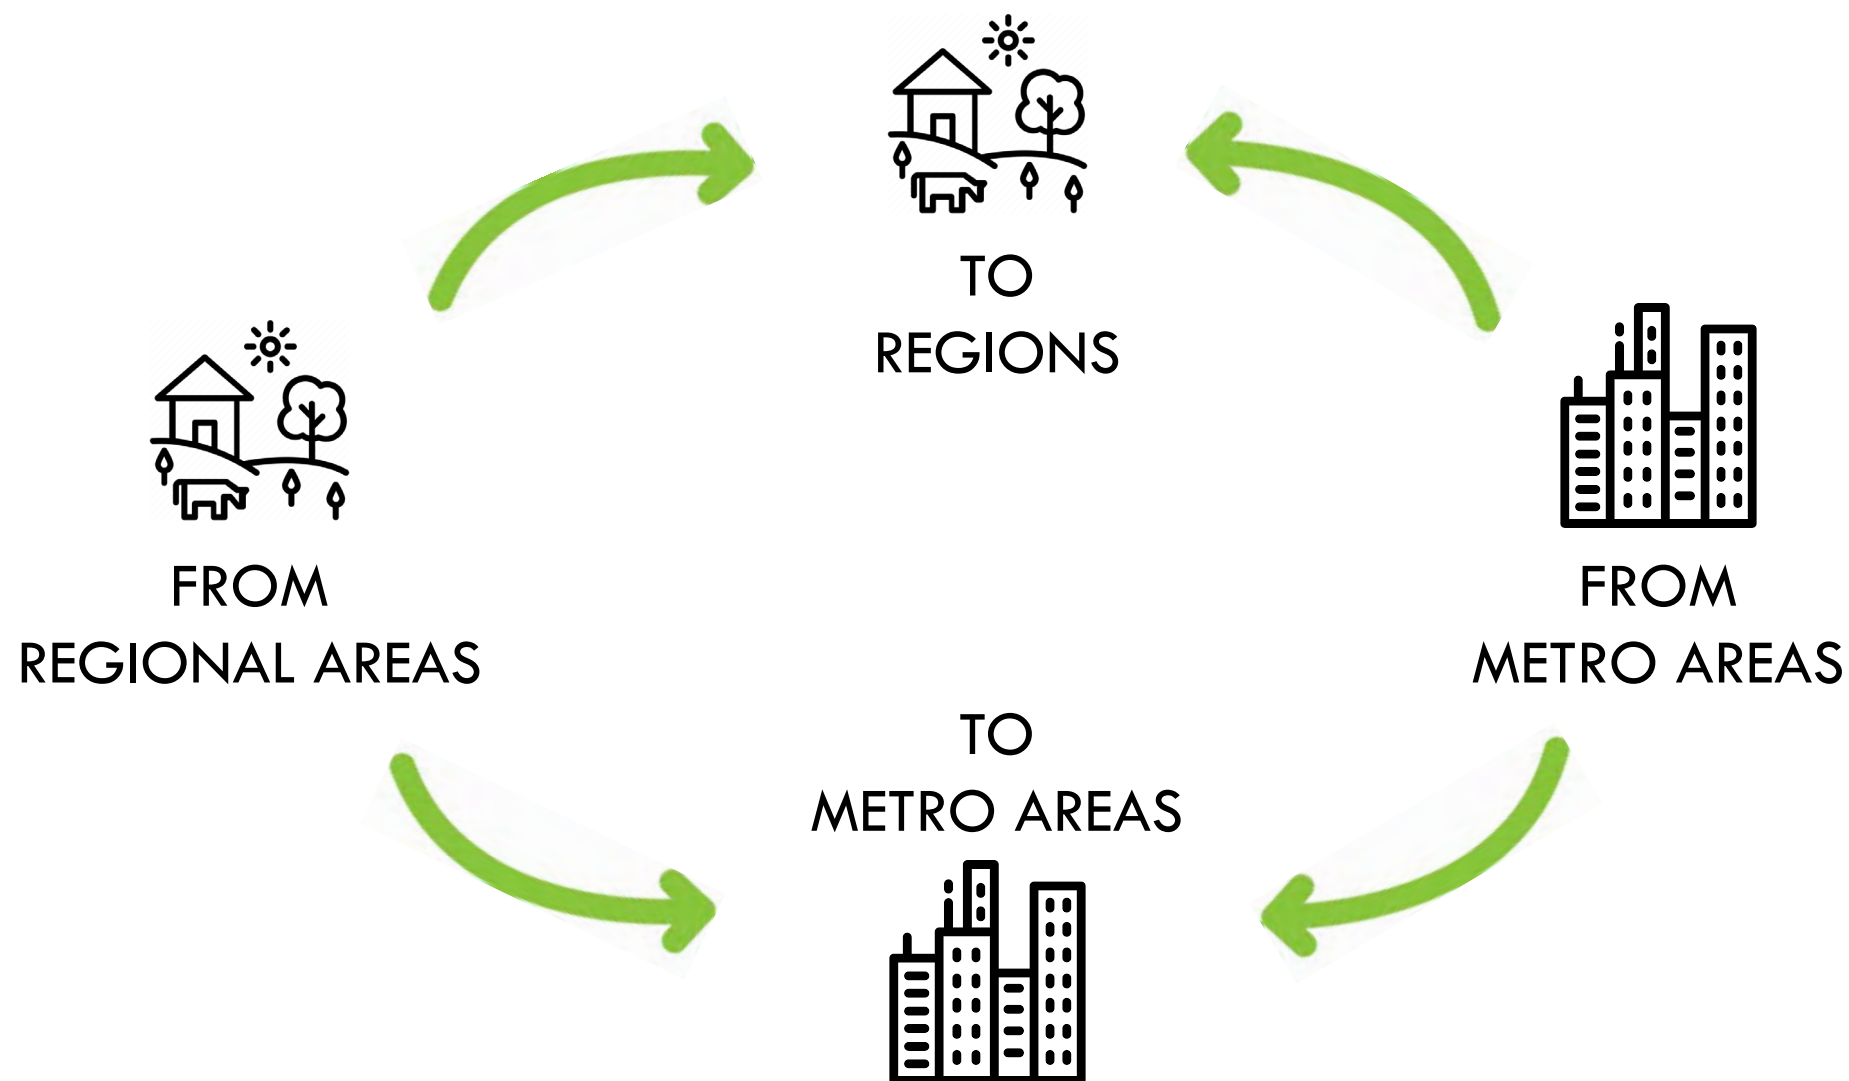 TO
REGIONS
FROM
REGIONAL AREAS
FROM
METRO AREAS
TO
METRO AREAS